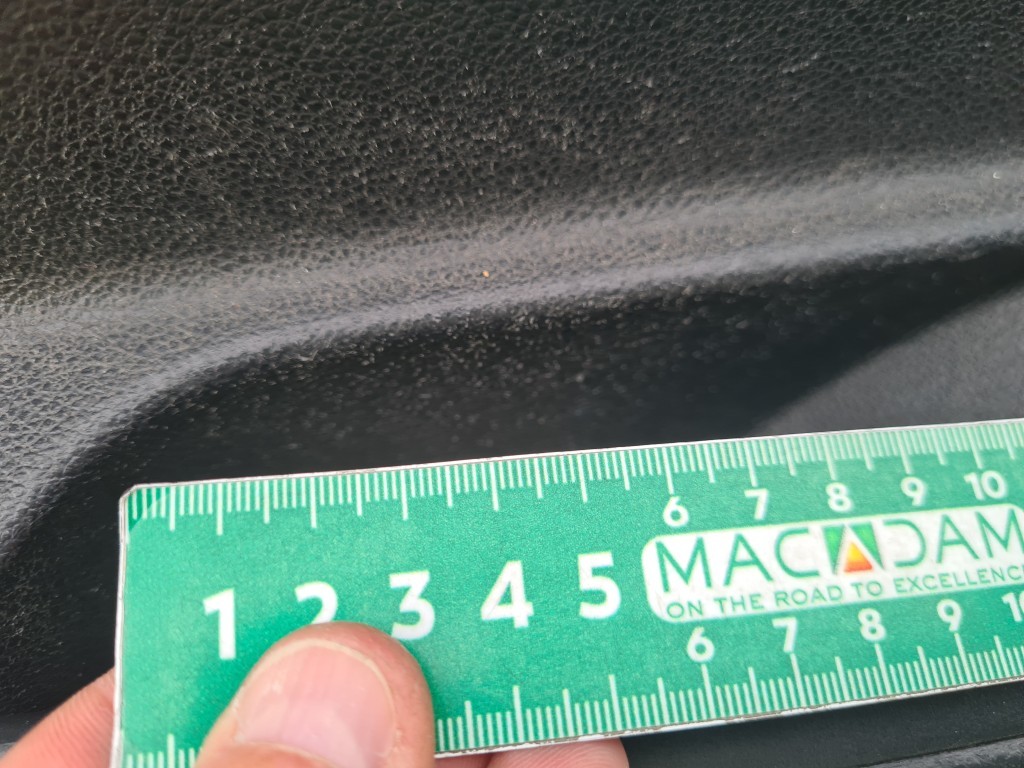 6 7 8 9 10
1 2 3 4 5
MACADAM
ON THE ROAD TO EXCELLENCE
6 7 8 9 10